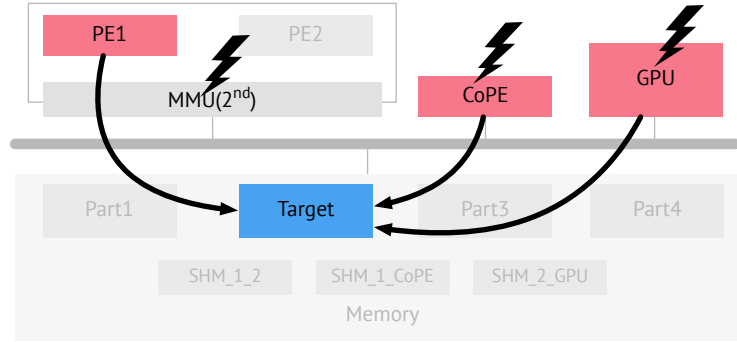 PE1
PE2
GPU
MMU(2nd)
CoPE
Part1
Target
Part3
Part4
SHM_1_2
SHM_1_CoPE
SHM_2_GPU
Memory